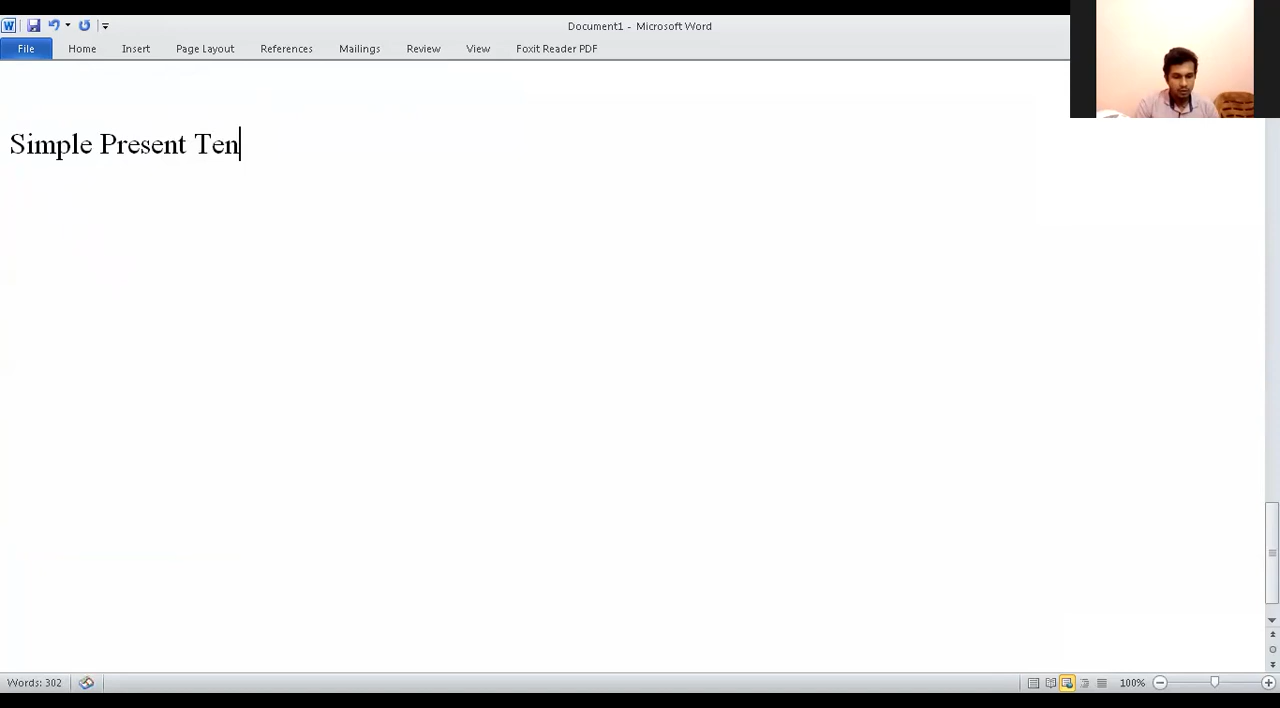 Document1 - Microsoft Word
File Home Insert Page Layout References Mailings Review View Foxit Reader PDF
Simple Present Ten
Words: 302 100%